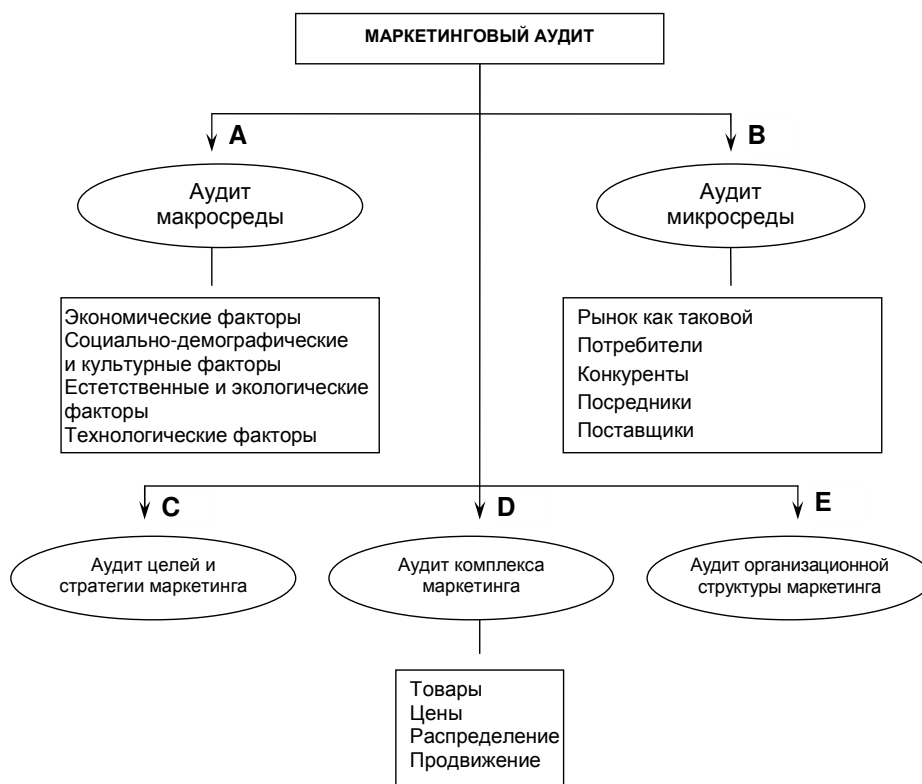 МАРКЕТИНГОВЫЙ АУДИТ
A
B
Аудит
макросреды
Аудит
микросреды
Экономические факторы
Социально-демографические
и культурные факторы
Естетственные и экологические
факторы
Технологические факторы
Рынок как таковой
Потребители
Конкуренты
Посредники
Поставщики
C
D
E
Аудит целей и
стратегии маркетинга
Аудит комплекса
маркетинга
Аудит организационной
структуры маркетинга
Товары
Цены
Распределение
Продвижение